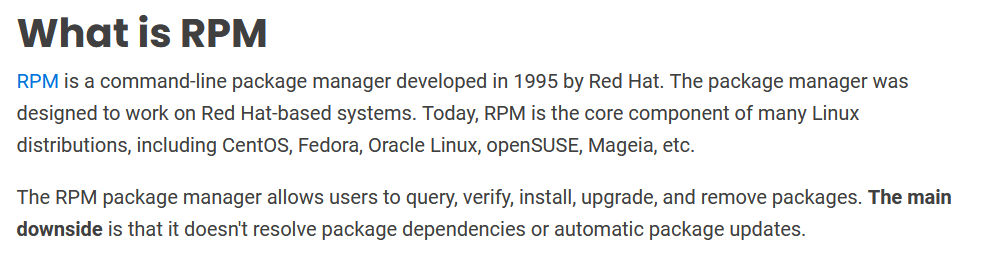 What is RPM
RPM is a command-line package manager developed in 1995 by Red Hat. The package manager was
designed to work on Red Hat-based systems. Today, RPM is the core component of many Linux
distributions, including CentOS, Fedora, Oracle Linux, openSUSE, Mageia, etc.
The RPM package manager allows users to query, verify, install, upgrade, and remove packages. The main
downside is that it doesn't resolve package dependencies or automatic package updates.